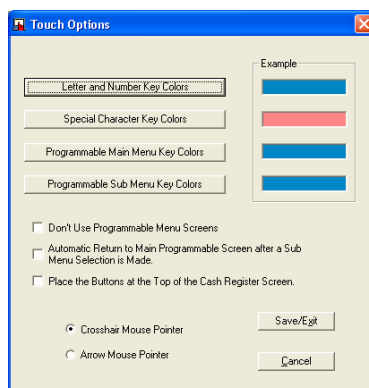 Touch Options
Example
Letter and Number Key Colors
Special Character Key Colors
Programmable Main Menu Key Colors
Programmable Sub Menu Key Colors
Don't Use Programmable Menu Screens
Automatic Return to Main Programmable Screen after a Sub
Menu Selection is Made.
Place the Buttons at the Top of the Cash Register Screen.
Crosshair Mouse Pointer
Save/Exit
Arrow Mouse Pointer
Cancel